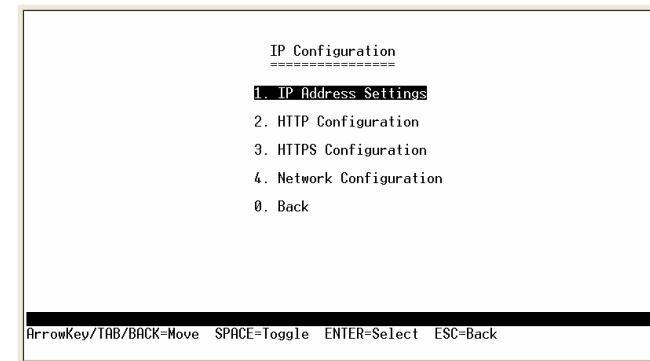 IP Configuration
================
1. IP Address Settings
2. HTTP Configuration
3. HTTPS Configuration
4. Network Configuration
0. Back
ArrowKey/TAB/BACK=Move  SPACE=Toggle  ENTER=Select  ESC=Back